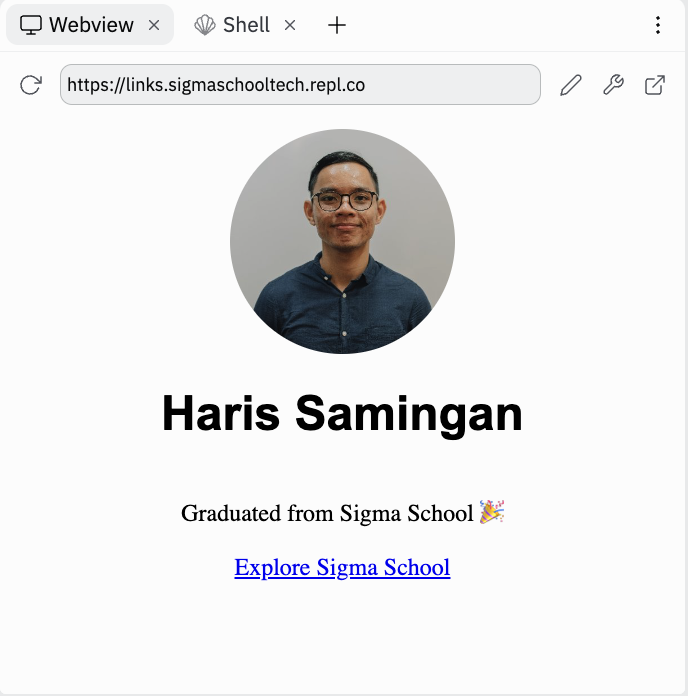 Webview
Shell
https://links.sigmaschooltech.repl.co
Haris Samingan
Graduated from Sigma School 🎉
Explore Sigma School